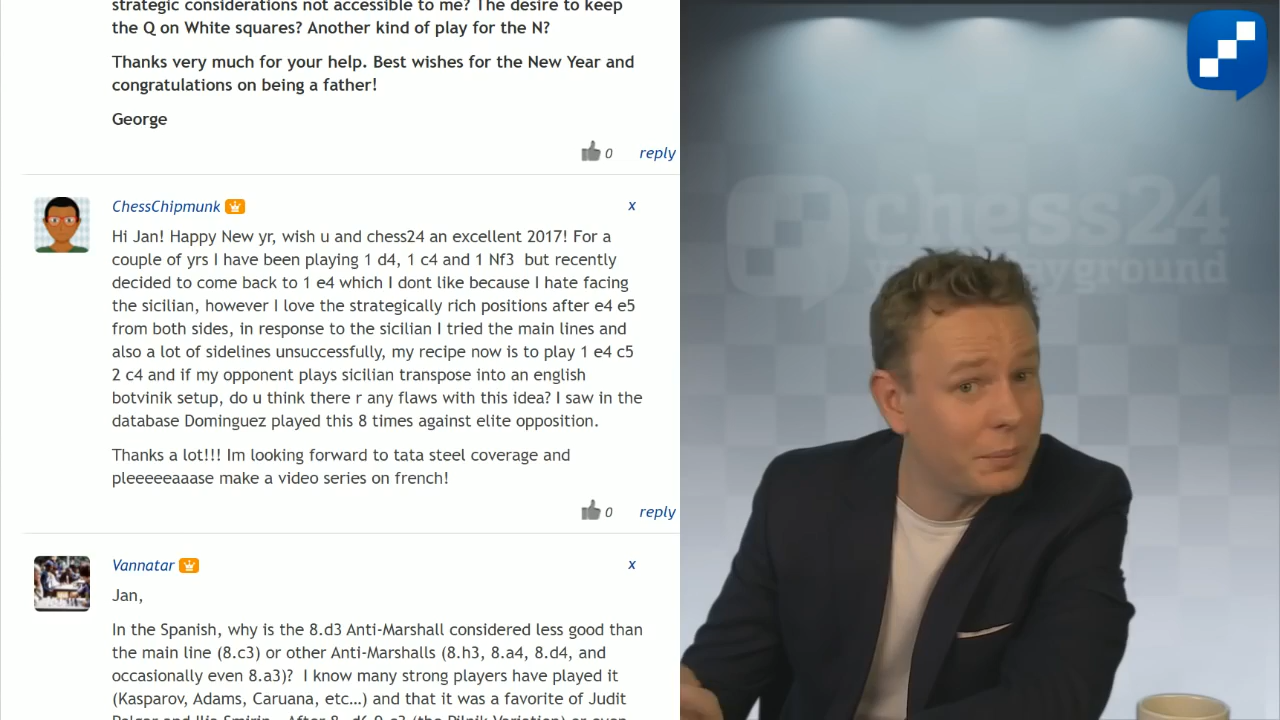 strategic considerations not accessible to me? The desire to keep
the Q on White squares? Another kind of play for the N?
Thanks very much for your help. Best wishes for the New Year and
congratulations on being a father!
George
0 reply
ChessChipmunk x
Hi Jan! Happy New yr, wish u and chess24 an excellent 2017! For a
couple of yrs I have been playing 1 d4, 1 c4 and 1 Nf3 but recently
decided to come back to 1 e4 which I dont like because I hate facing
the sicilian, however I love the strategically rich positions after e4 e5
from both sides, in response to the sicilian I tried the main lines and
also a lot of sidelines unsuccessfully, my recipe now is to play 1 e4 c5
2 c4 and if my opponent plays sicilian transpose into an english
botvinik setup, do u think there r any flaws with this idea? I saw in the
database Dominguez played this 8 times against elite opposition.
Thanks a lot!!! Im looking forward to tata steel coverage and
pleeeeeaaase make a video series on french!
0 reply
Vannatar x
Jan,
In the Spanish, why is the 8.d3 Anti-Marshall considered less good than
the main line (8.c3) or other Anti-Marshalls (8.h3, 8.a4, 8.d4, and
occasionally even 8.a3)? I know many strong players have played it
(Kasparov, Adams, Caruana, etc...) and that it was a favorite of Judit
chess24
playground